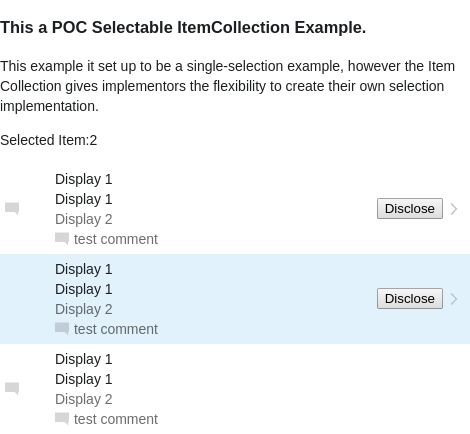 This a POC Selectable ItemCollection Example.
This example it set up to be a single-selection example, however the Item
Collection gives implementors the flexibility to create their own selection
implementation.
Selected Item:2
Display 1
Display 1
Disclose
Display 2
test comment
Display 1
Display 1
Disclose
Display 2
test comment
Display 1
Display 1
Display 2
test comment